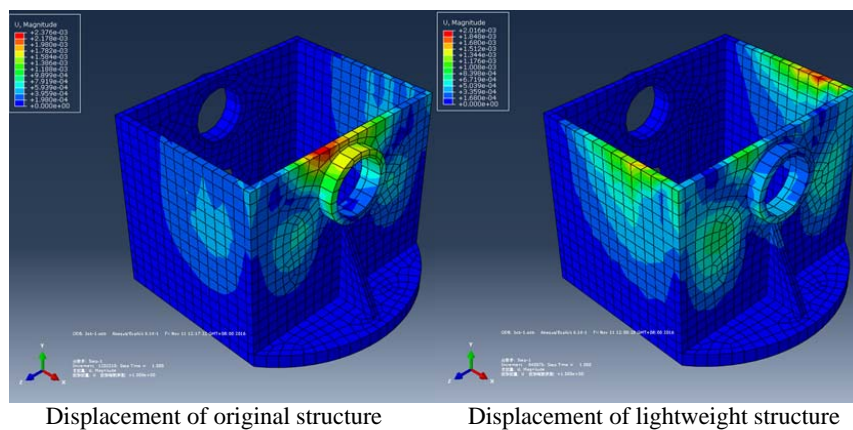 U, Magnitude
+2.376e-03
+2.178e-03
+1.980e-03
+1.782e-03
+1.584e-03
+1.386e-03
+1.188e-03
+9.899e-04
+7.919e-04
+5.939e-04
+3.959e-04
+1.980e-04
+0.000e+00
U, Magnitude
+2.016e-03
+1.848e-03
+1.680e-03
+1.512e-03
+1.344e-03
+1.176e-03
+1.008e-03
+8.398e-04
+6.719e-04
+5.039e-04
+3.359e-04
+1.680e-04
+0.000e+00
Y
Z
X
Y
Z
X
Displacement of original structure
Displacement of lightweight structure